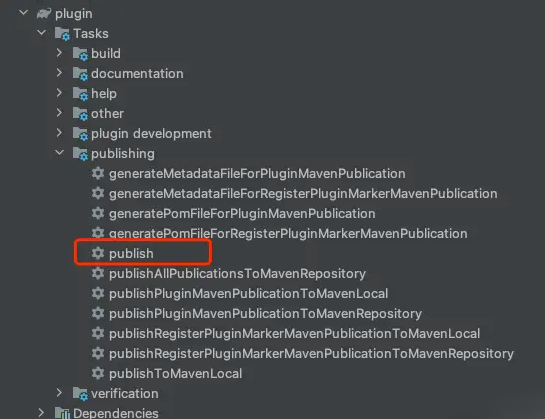 plugin
Tasks
build
documentation
help
other
plugin development
publishing
generateMetadataFileForPluginMavenPublication
generateMetadataFileForRegisterPluginMarkerMavenPublication
generatePomFileForPluginMavenPublication
generatePomFileForRegisterPluginMarkerMavenPublication
publish
publishAllPublicationsToMavenRepository
publishPluginMavenPublicationToMavenLocal
publishPluginMavenPublicationToMavenRepository
publishRegisterPluginMarkerMavenPublicationToMavenLocal
publishRegisterPluginMarkerMavenPublicationToMavenRepository
publishToMavenLocal
verification
Dependencies